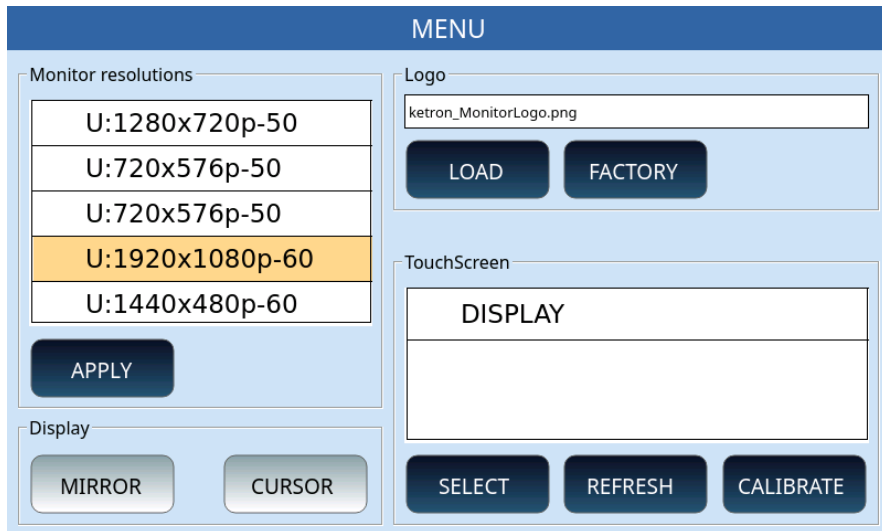 MENU
Monitor resolutions
U:1280x720p-50
U:720x576p-50
U:720x576p-50
U:1920x1080p-60
U:1440x480p-60
APPLY
Display
MIRROR CURSOR
Logo
ketron_MonitorLogo.png
LOAD FACTORY
TouchScreen
DISPLAY
SELECT REFRESH CALIBRATE